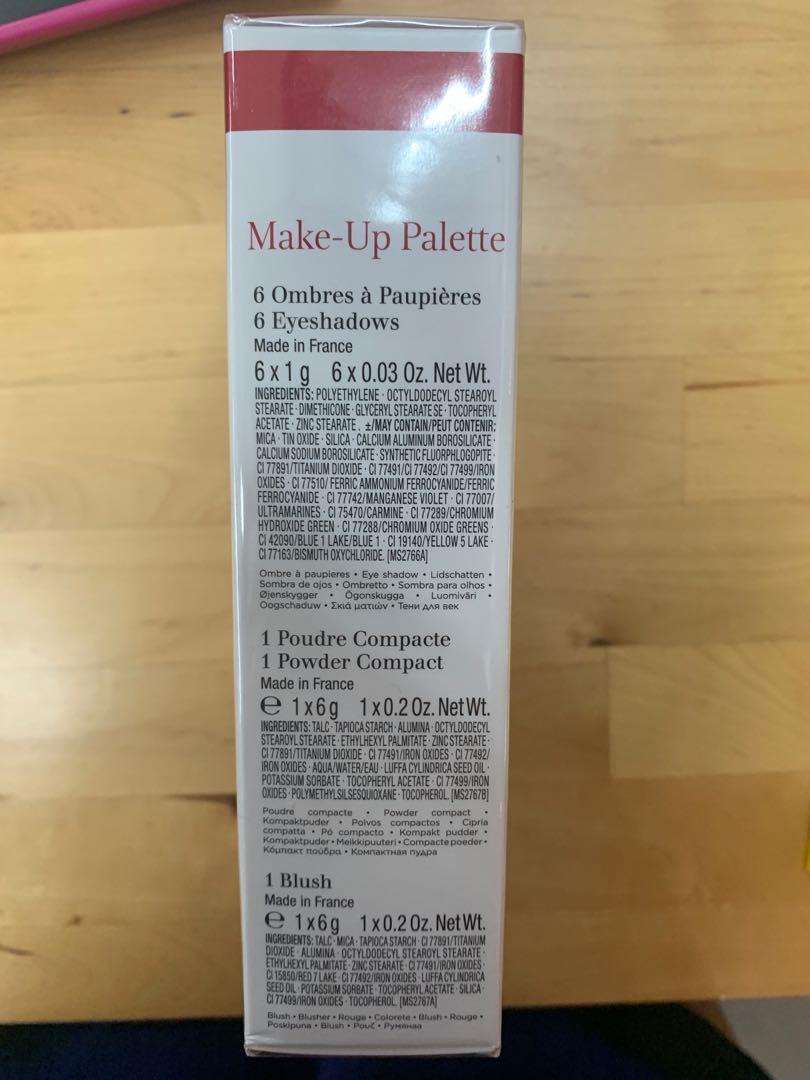 Make-Up Palette
6 Ombres à Paupières
6 Eyeshadows
Made in France
6 x 1 g 6 x 0.03 Oz. Net Wt.
INGREDIENTS: POLYETHYLENE · OCTYLDODECYL STEAROYL
STEARATE · DIMETHICONE · GLYCERYL STEARATE SE · TOCOPHERYL
ACETATE · ZINC STEARATE . ±/MAY CONTAIN/PEUT CONTENIR:
MICA · TIN OXIDE · SILICA · CALCIUM ALUMINUM BOROSILICATE ·
CALCIUM SODIUM BOROSILICATE · SYNTHETIC FLUORPHLOGOPITE ·
CI 77891/TITANIUM DIOXIDE · CI 77491/CI 77492/CI 77499/IRON
OXIDES · CI 77510/ FERRIC AMMONIUM FERROCYANIDE/FERRIC
FERROCYANIDE · CI 77742/MANGANESE VIOLET · CI 77007/
ULTRAMARINES · CI 75470/CARMINE · CI 77289/CHROMIUM
HYDROXIDE GREEN · CI 77288/CHROMIUM OXIDE GREENS ·
CI 42090/BLUE 1 LAKE/BLUE 1 · CI 19140/YELLOW 5 LAKE ·
CI 77163/BISMUTH OXYCHLORIDE. [MS2766A]
Ombre à paupieres • Eye shadow • Lidschatten •
Sombra de ojos • Ombretto • Sombra para olhos •
Øjenskygger • Ögonskugga • Luomiväri •
Oogschaduw • Σκιά ματιών • Тени для век
1 Poudre Compacte
1 Powder Compact
Made in France
e 1 x 6 g 1 x 0.2 Oz. Net Wt.
INGREDIENTS: TALC · TAPIOCA STARCH · ALUMINA · OCTYLDODECYL
STEAROYL STEARATE · ETHYLHEXYL PALMITATE · ZINC STEARATE ·
CI 77891/TITANIUM DIOXIDE · CI 77491/IRON OXIDES · CI 77492/
IRON OXIDES · AQUA/WATER/EAU · LUFFA CYLINDRICA SEED OIL ·
POTASSIUM SORBATE · TOCOPHERYL ACETATE · CI 77499/IRON
OXIDES · POLYMETHYLSILSESQUIOXANE · TOCOPHEROL. [MS2767B]
Poudre compacte • Powder compact •
Kompaktpuder • Polvos compactos • Cipria
compatta • Pó compacto • Kompakt pudder •
Kompaktpuder • Meikkipuuteri • Compacte poeder •
Κόμπακτ πούδρα • Компактная пудра
1 Blush
Made in France
e 1 x 6 g 1 x 0.2 Oz. Net Wt.
INGREDIENTS: TALC · MICA · TAPIOCA STARCH · CI 77891/TITANIUM
DIOXIDE · ALUMINA · OCTYLDODECYL STEAROYL STEARATE ·
ETHYLHEXYL PALMITATE · ZINC STEARATE · CI 77491/IRON OXIDES ·
CI 15850/RED 7 LAKE · CI 77492/IRON OXIDES · LUFFA CYLINDRICA
SEED OIL · POTASSIUM SORBATE · TOCOPHERYL ACETATE · SILICA ·
CI 77499/IRON OXIDES · TOCOPHEROL. [MS2767A]
Blush • Blusher • Rouge • Colorete • Blush • Rouge •
Poskipuna • Blush • Ρουζ • Румянаа